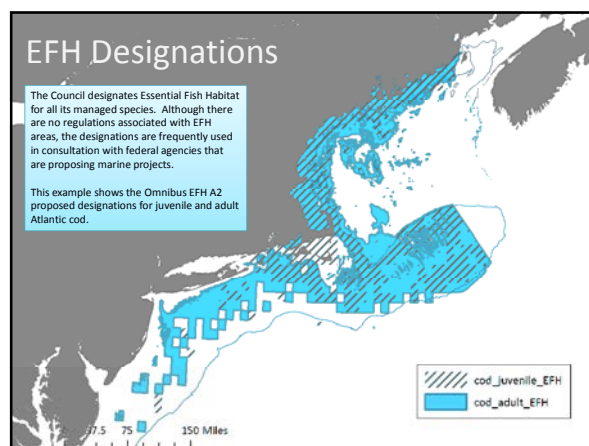 EFH Designations
The Council designates Essential Fish Habitat
for all its managed species. Although there
are no regulations associated with EFH
areas, the designations are frequently used
in consultation with federal agencies that
are proposing marine projects.
This example shows the Omnibus EFH A2
proposed designations for juvenile and adult
Atlantic cod.
cod_juvenile_EFH
cod_adult_EFH
75 150 Miles